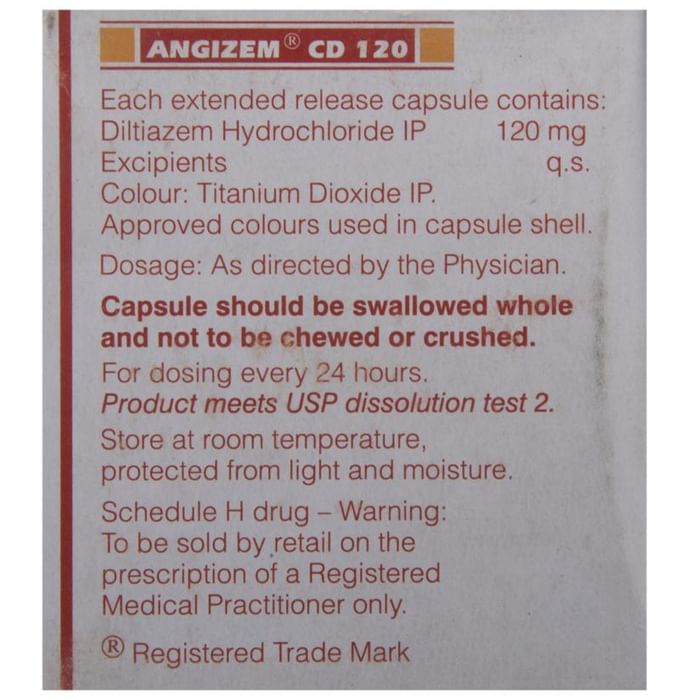 ANGIZEM® CD 120
Each extended release capsule contains:
Diltiazem Hydrochloride IP 120 mg
Excipients q.s.
Colour: Titanium Dioxide IP.
Approved colours used in capsule shell.
Dosage: As directed by the Physician.
Capsule should be swallowed whole
and not to be chewed or crushed.
For dosing every 24 hours.
Product meets USP dissolution test 2.
Store at room temperature,
protected from light and moisture.
Schedule H drug – Warning:
To be sold by retail on the
prescription of a Registered
Medical Practitioner only.
® Registered Trade Mark